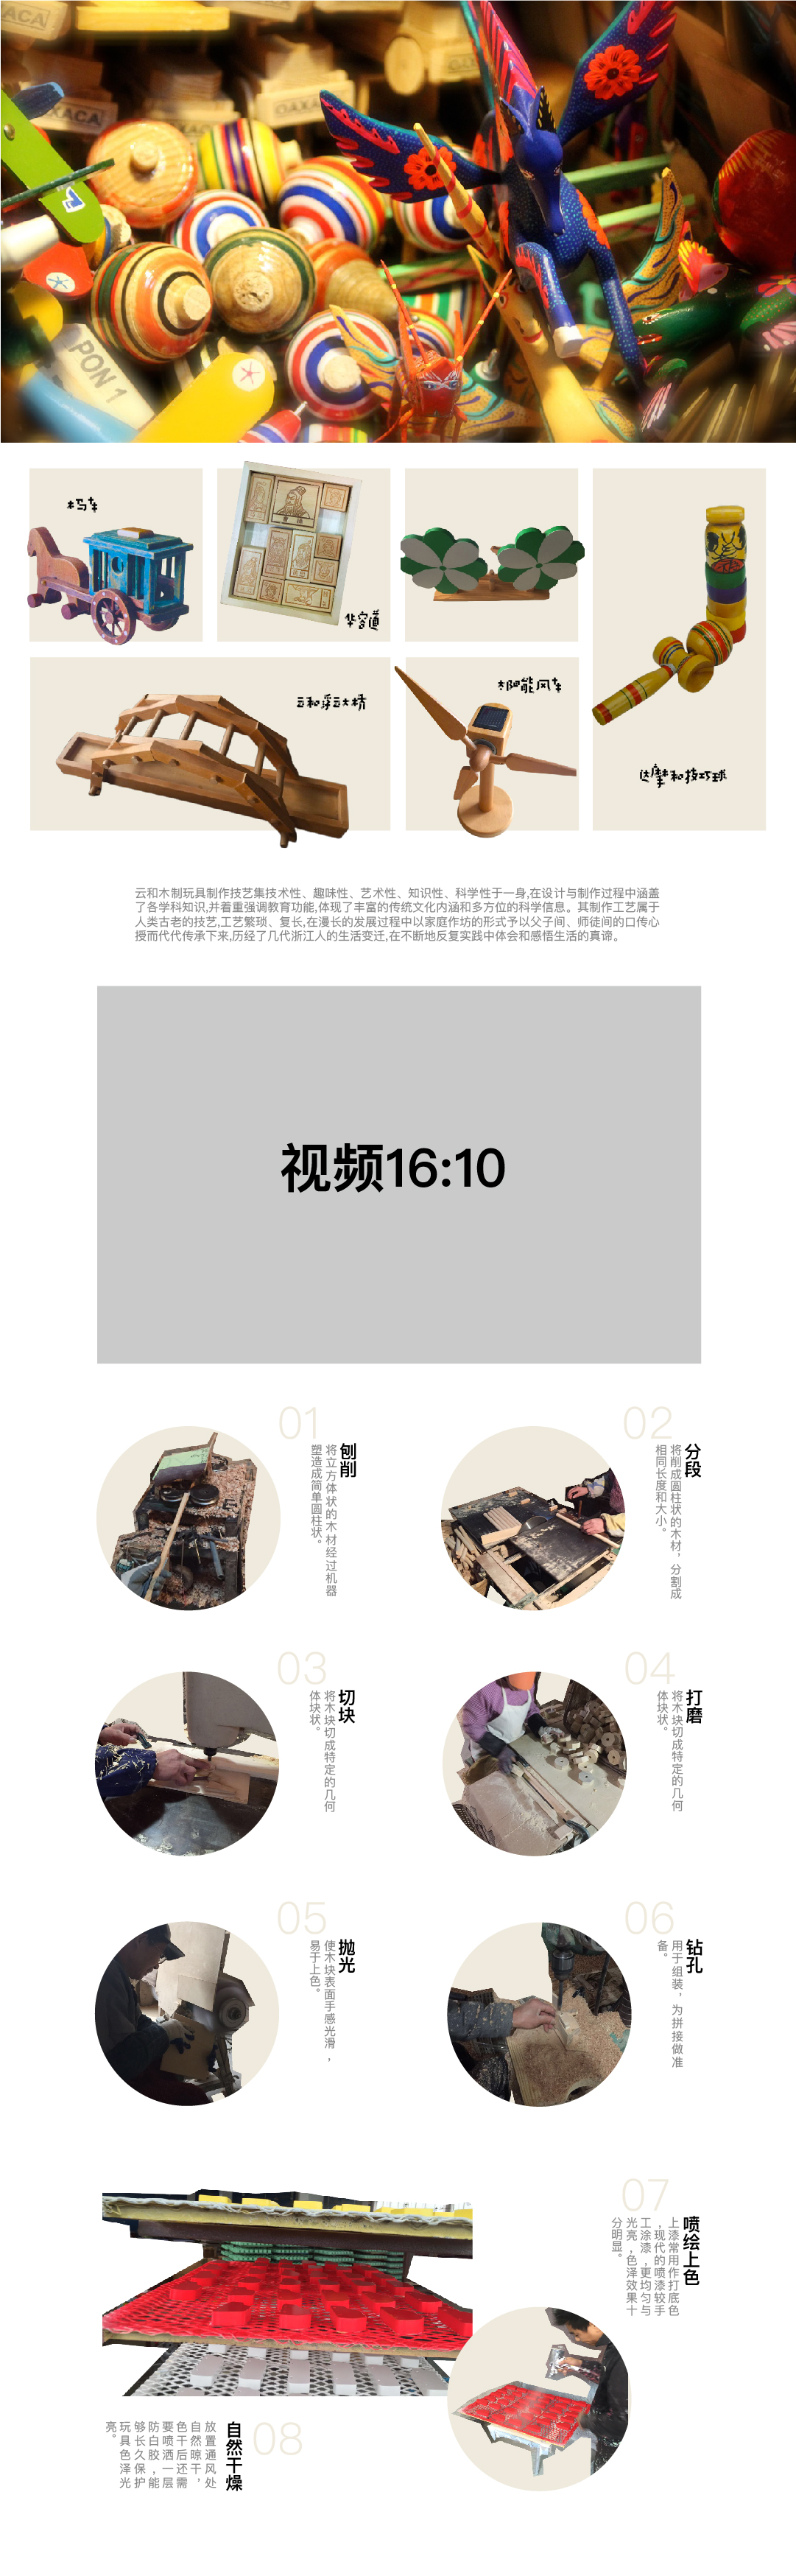 OAXACA
PON 1
木马车
华容道
云和彩云大桥
太阳能风车
达摩和技巧球
云和木制玩具制作技艺集技术性、趣味性、艺术性、知识性、科学性于一身,在设计与制作过程中涵盖
了各学科知识,并着重强调教育功能,体现了丰富的传统文化内涵和多方位的科学信息。其制作工艺属于
人类古老的技艺,工艺繁琐、复长,在漫长的发展过程中以家庭作坊的形式予以父子间、师徒间的口传心
授而代代传承下来,历经了几代浙江人的生活变迁,在不断地反复实践中体会和感悟生活的真谛。
视频16:10
01
刨削
将立方体状的木材经过机器
塑造成简单圆柱状。
02
分段
将削成圆柱状的木材，分割成
相同长度和大小。
03
切块
将木块切成特定的几何
体块状。
04
打磨
将木块切成特定的几何
体块状。
05
抛光
使木块表面手感光滑，
易于上色。
06
钻孔
用于组装，为拼接做准
备。
07
喷绘上色
上漆常用作打底色
,现代的喷漆较手
工涂漆,更均匀与
光亮,色泽效果十
分明显。
08
自然干燥
放置通风处
自然晾干，
色干后还需
要喷洒一层
防白胶,能
够长久保护
玩具色泽光
亮。